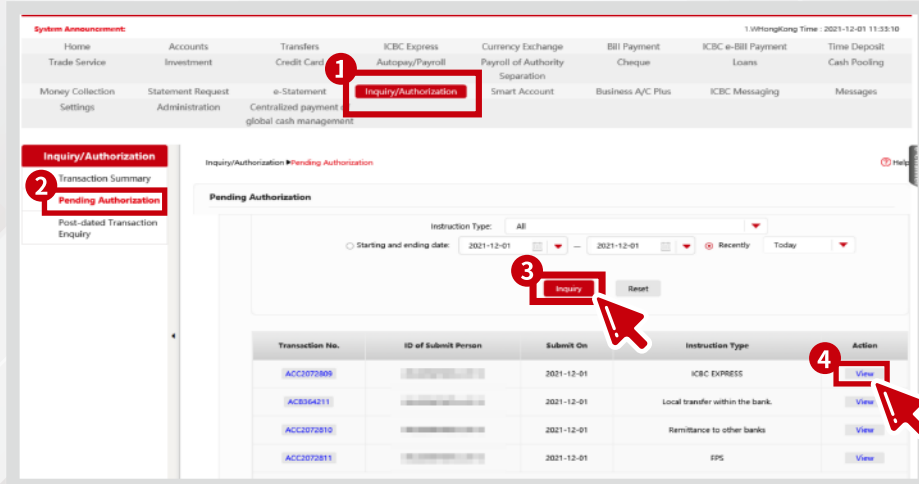 System Announcement: 1.WHongKong Time : 2021-12-01 11:33:10
Home Accounts Transfers ICBC Express Currency Exchange Bill Payment ICBC e-Bill Payment Time Deposit
Trade Service Investment Credit Card Autopay/Payroll Payroll of Authority Separation Cheque Loans Cash Pooling
1
Money Collection Statement Request e-Statement Inquiry/Authorization Smart Account Business A/C Plus ICBC Messaging Messages
Settings Administration Centralized payment
global cash management
Inquiry/Authorization
Transaction Summary
2
Pending Authorization
Post-dated Transaction
Enquiry
Inquiry/Authorization ▶Pending Authorization ? Help
Pending Authorization
Instruction Type: All
Starting and ending date: 2021-12-01 — 2021-12-01 Recently Today
3
Inquiry Reset
Transaction No. ID of Submit Person Submit On Instruction Type Action
4
ACC2072809 2021-12-01 ICBC EXPRESS View
ACB364211 2021-12-01 Local transfer within the bank. View
ACC2072810 2021-12-01 Remittance to other banks View
ACC2072811 2021-12-01 FPS View